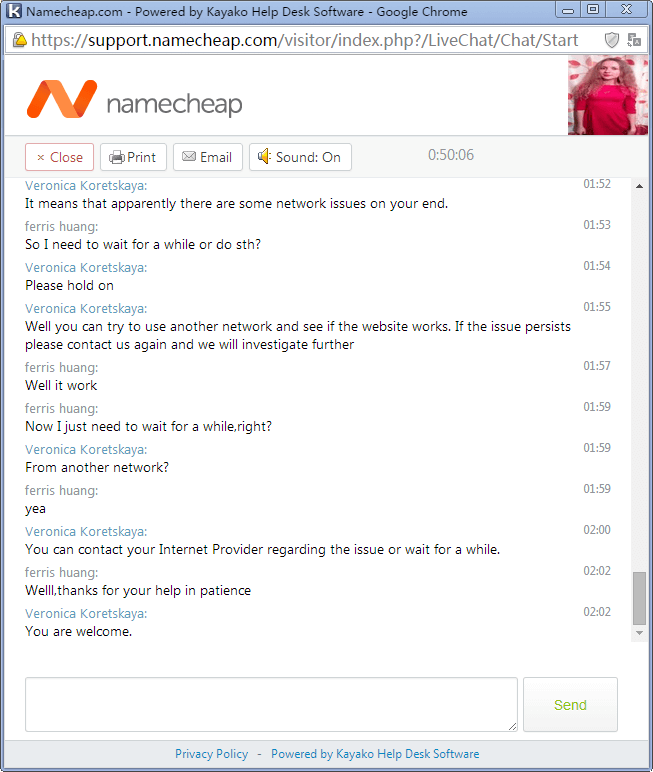 Namecheap.com - Powered by Kayako Help Desk Software - Google Chrome
https://support.namecheap.com/visitor/index.php?/LiveChat/Chat/Start
namecheap
× Close Print Email Sound: On 0:50:06
Veronica Koretskaya: 01:52
It means that apparently there are some network issues on your end.
ferris huang: 01:53
So I need to wait for a while or do sth?
Veronica Koretskaya: 01:54
Please hold on
Veronica Koretskaya: 01:55
Well you can try to use another network and see if the website works. If the issue persists
please contact us again and we will investigate further
ferris huang: 01:57
Well it work
ferris huang: 01:59
Now I just need to wait for a while,right?
Veronica Koretskaya: 01:59
From another network?
ferris huang: 01:59
yea
Veronica Koretskaya: 02:00
You can contact your Internet Provider regarding the issue or wait for a while.
ferris huang: 02:02
Welll,thanks for your help in patience
Veronica Koretskaya: 02:02
You are welcome.
Send
Privacy Policy - Powered by Kayako Help Desk Software